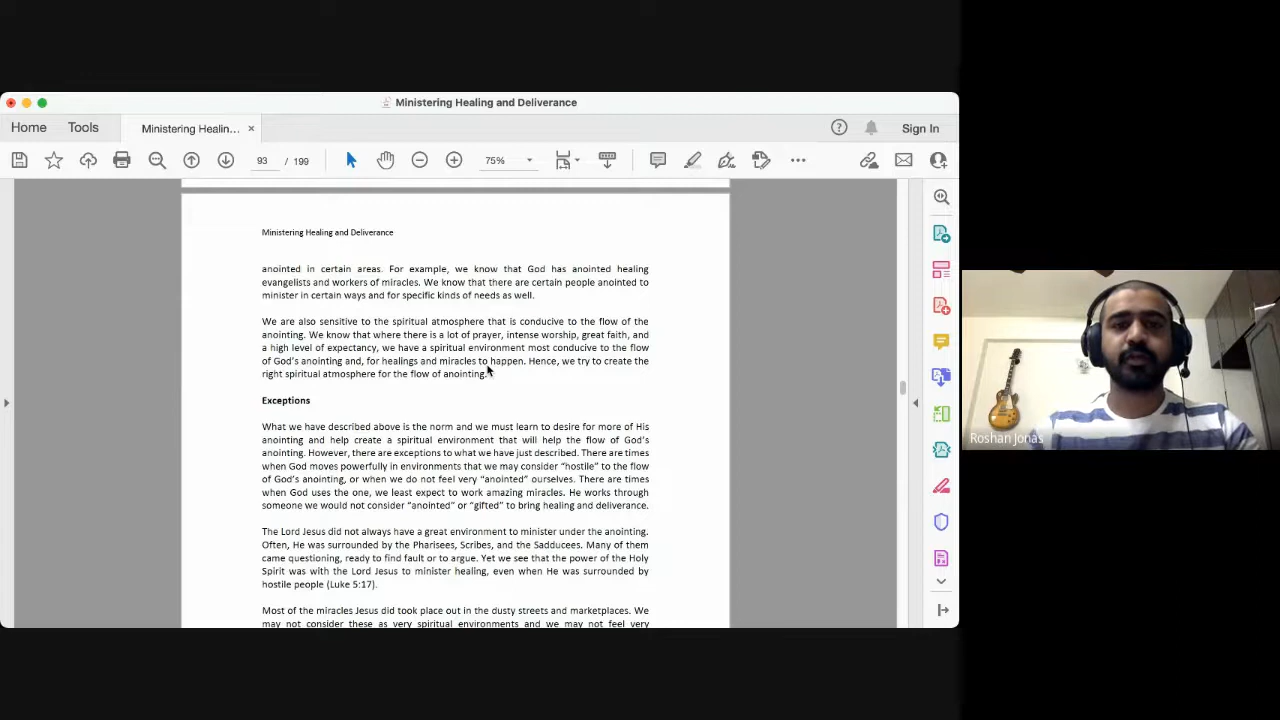 Ministering Healing and Deliverance
Home Tools Ministering Healin... × Sign In
93 / 199 75%
Ministering Healing and Deliverance
anointed in certain areas. For example, we know that God has anointed healing
evangelists and workers of miracles. We know that there are certain people anointed to
minister in certain ways and for specific kinds of needs as well.
We are also sensitive to the spiritual atmosphere that is conducive to the flow of the
anointing. We know that where there is a lot of prayer, intense worship, great faith, and
a high level of expectancy, we have a spiritual environment most conducive to the flow
of God's anointing and, for healings and miracles to happen. Hence, we try to create the
right spiritual atmosphere for the flow of anointing.
Exceptions
What we have described above is the norm and we must learn to desire for more of His
anointing and help create a spiritual environment that will help the flow of God's
anointing. However, there are exceptions to what we have just described. There are times
when God moves powerfully in environments that we may consider “hostile” to the flow
of God's anointing, or when we do not feel very “anointed” ourselves. There are times
when God uses the one, we least expect to work amazing miracles. He works through
someone we would not consider “anointed” or “gifted” to bring healing and deliverance.
The Lord Jesus did not always have a great environment to minister under the anointing.
Often, He was surrounded by the Pharisees, Scribes, and the Sadducees. Many of them
came questioning, ready to find fault or to argue. Yet we see that the power of the Holy
Spirit was with the Lord Jesus to minister healing, even when He was surrounded by
hostile people (Luke 5:17).
Most of the miracles Jesus did took place out in the dusty streets and marketplaces. We
may not consider these as very spiritual environments and we may not feel very
Roshan Jonas